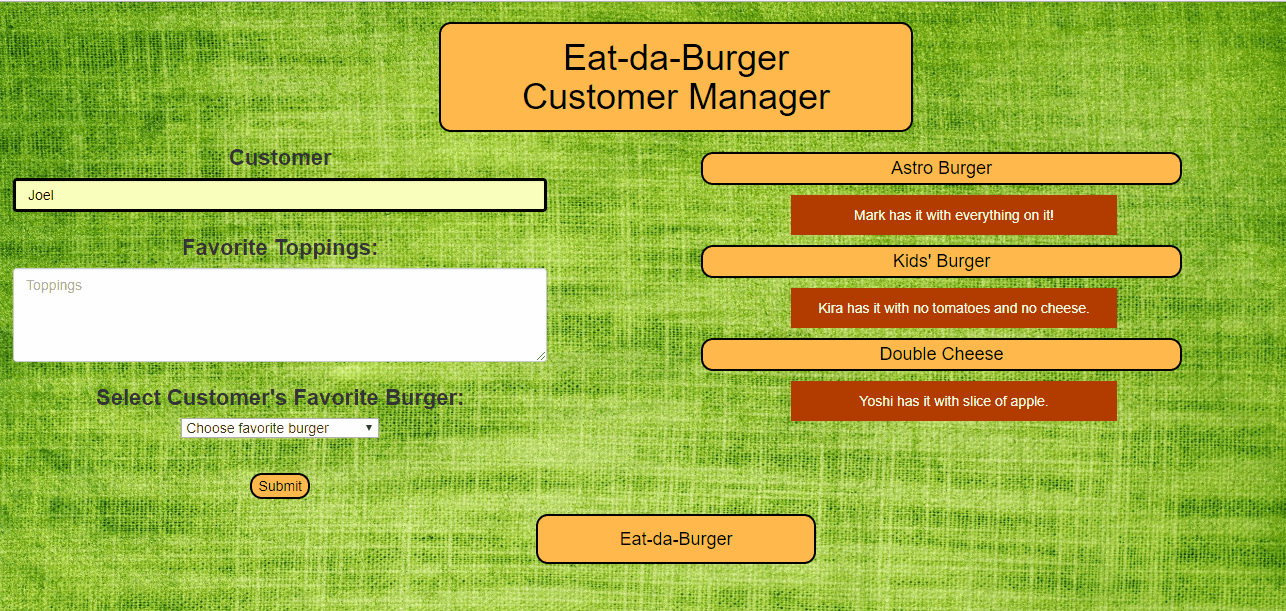 Eat-da-Burger
Customer Manager
Customer
Joel
Favorite Toppings:
Toppings
Select Customer's Favorite Burger:
Choose favorite burger
Submit
Astro Burger
Mark has it with everything on it!
Kids' Burger
Kira has it with no tomatoes and no cheese.
Double Cheese
Yoshi has it with slice of apple.
Eat-da-Burger